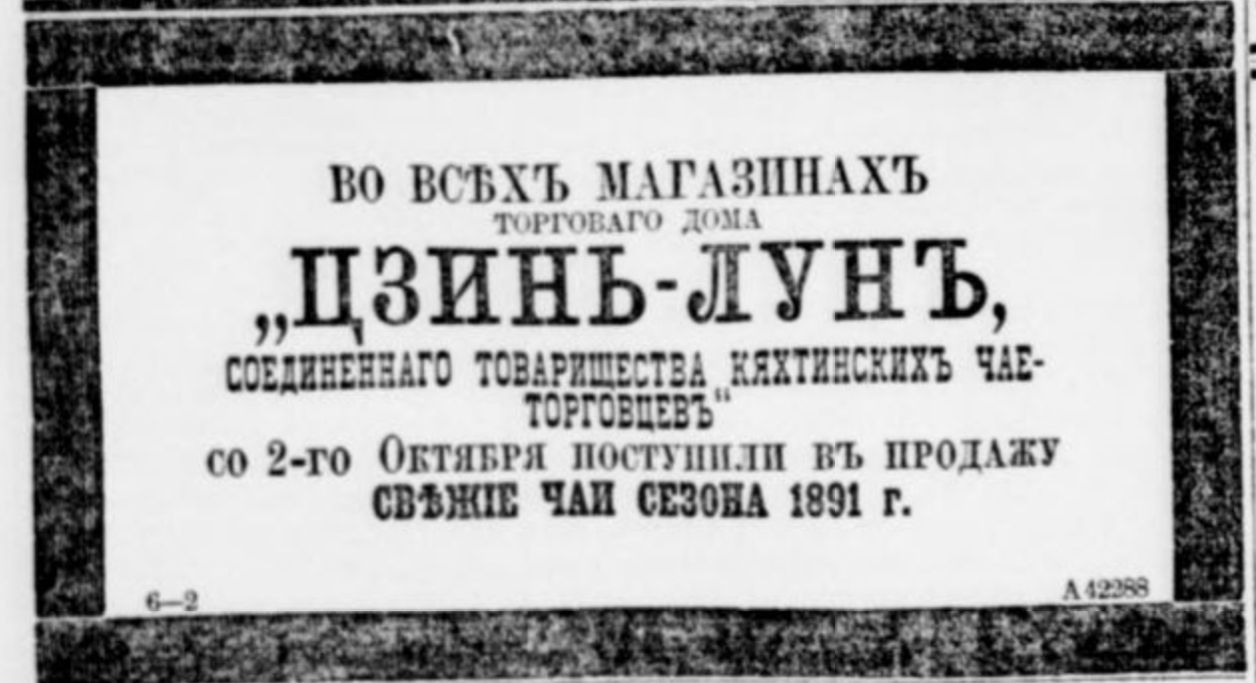 ВО ВСѢХЪ МАГАЗИНАХЪ
ТОРГОВАГО ДОМА
„ЦЗИНЬ-ЛУНЪ,
СОЕДИНЕННАГО ТОВАРИЩЕСТВА КЯХТИНСКИХЪ ЧАЕ-
ТОРГОВЦЕВЪ“
со 2-го Октября поступили въ продажу
СВѢЖІЕ ЧАИ СЕЗОНА 1891 г.
6—2
А 42288